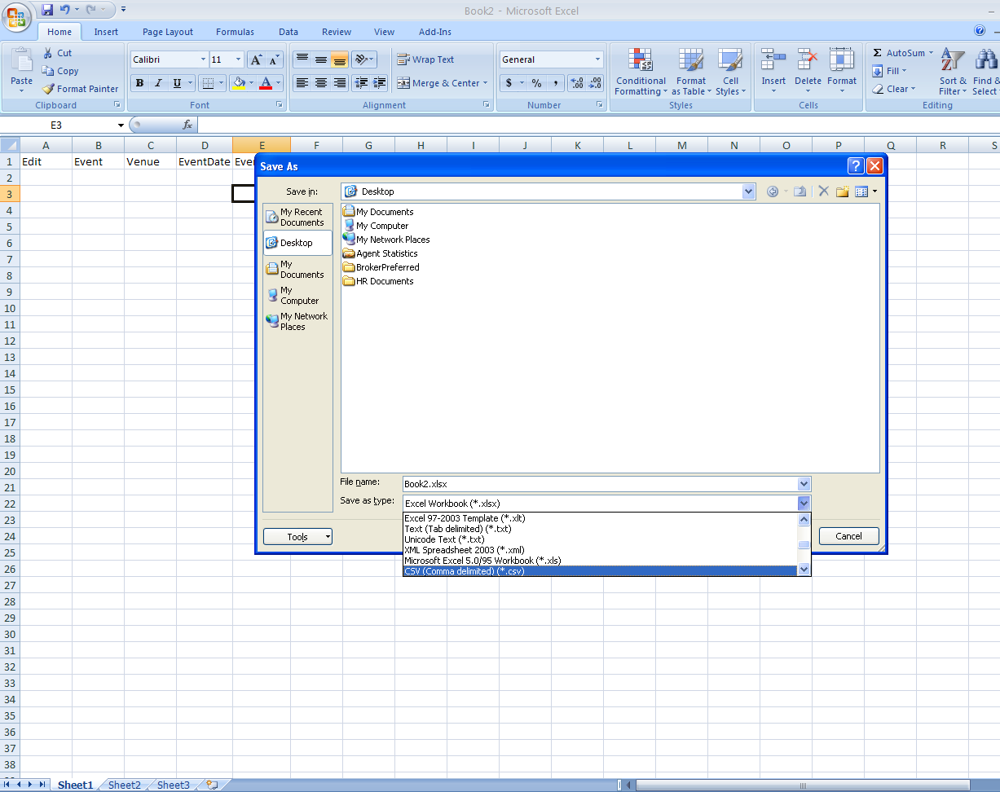 Book2 - Microsoft Excel
Home Insert Page Layout Formulas Data Review View Add-Ins
Paste Cut Copy Format Painter
Calibri 11 A A
B I U A
Wrap Text
Merge & Center
General
$ % , .0 .00 .00 .0
Conditional Formatting
Format as Table
Cell Styles
Insert Delete Format
Σ AutoSum
Fill
Clear
Sort & Filter
Find & Select
Clipboard Font Alignment Number Styles Cells Editing
E3 fx
A B C D E F G H I J K L M N O P Q R S
1 Edit Event Venue EventDate
2
3
4
5
6
7
8
9
10
11
12
13
14
15
16
17
18
19
20
21
22
23
24
25
26
27
28
29
30
31
32
33
34
35
36
37
38
Save As ?
Save in: Desktop
My Recent Documents
Desktop
My Documents
My Computer
My Network Places
My Documents
My Computer
My Network Places
Agent Statistics
BrokerPreferred
HR Documents
File name: Book2.xlsx
Save as type: Excel Workbook (*.xlsx)
Excel 97-2003 Template (*.xlt)
Text (Tab delimited) (*.txt)
Unicode Text (*.txt)
XML Spreadsheet 2003 (*.xml)
Microsoft Excel 5.0/95 Workbook (*.xls)
CSV (Comma delimited) (*.csv)
Tools Cancel
Sheet1 Sheet2 Sheet3